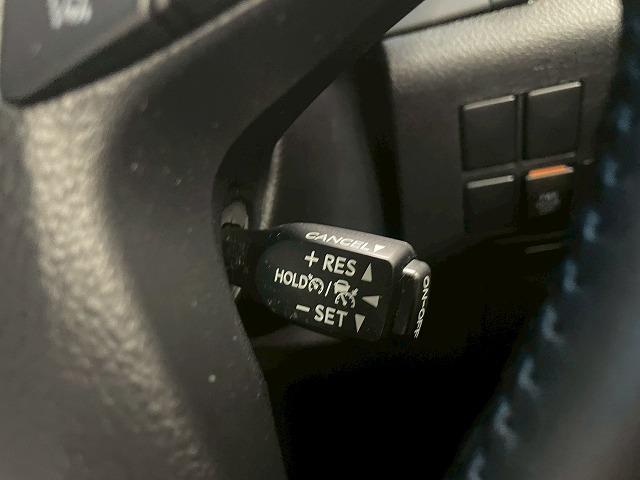 CANCEL▼
+ RES ▲
HOLD / ◀
− SET ▼
ON-OFF